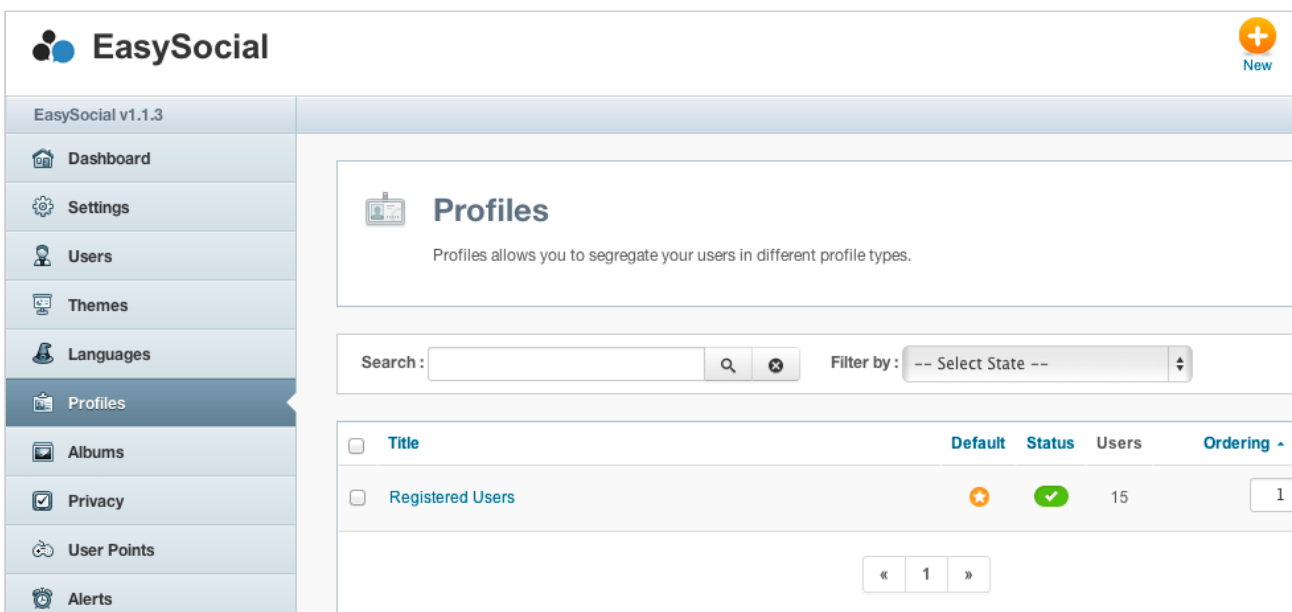 EasySocial
New
EasySocial v1.1.3
Dashboard
Settings
Users
Themes
Languages
Profiles
Albums
Privacy
User Points
Alerts
Profiles
Profiles allows you to segregate your users in different profile types.
Search :
Filter by : -- Select State --
Title Default Status Users Ordering
Registered Users 15 1
« 1 »